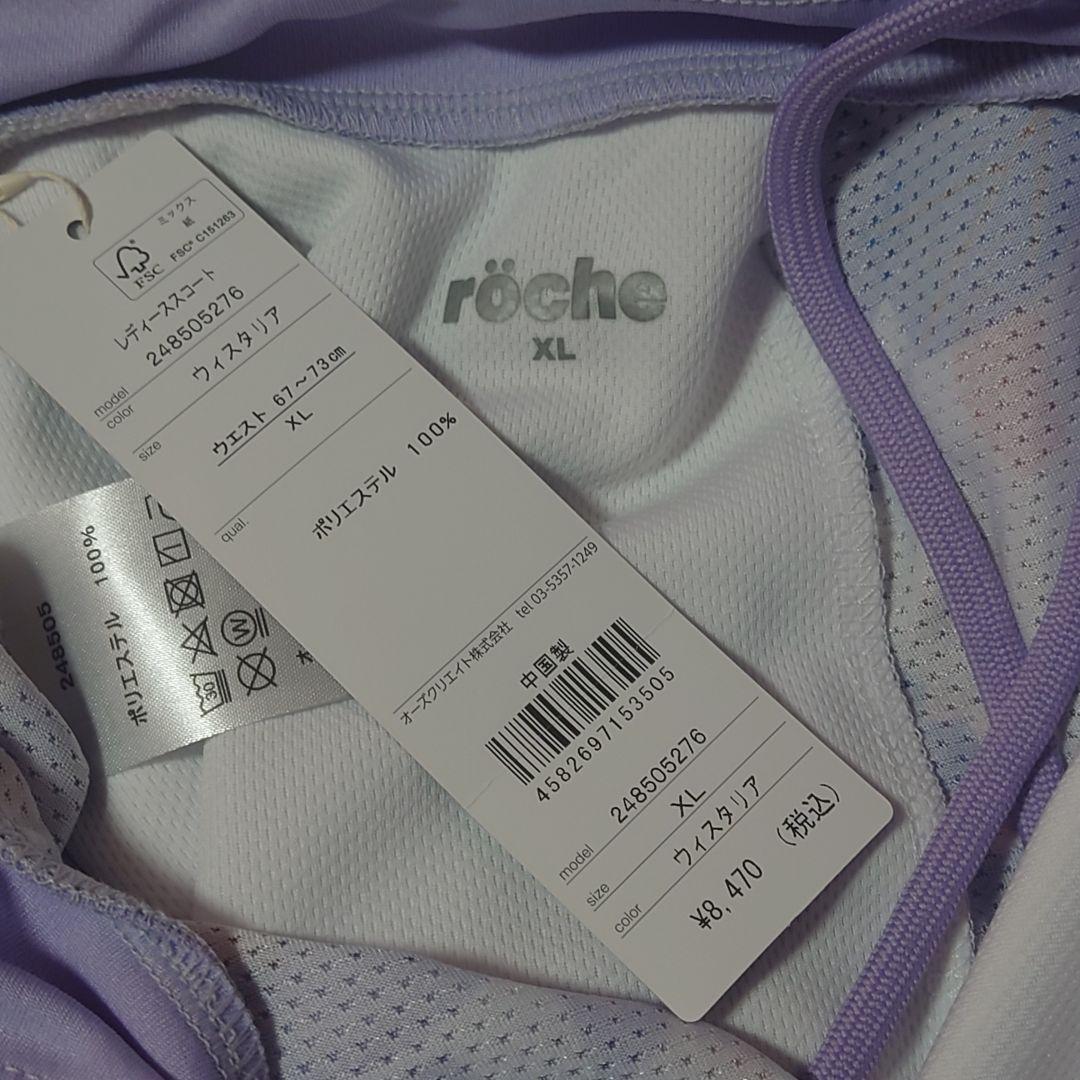 ミックス
紙
FSC
FSC® C151263
レディーススコート
model 248505276
color ウィスタリア
size ウエスト 67～73cm
XL
qual. ポリエステル 100%
オーズクリエイト株式会社 tel 03-5357-1249
中国製
4582697153505
model 248505276
size XL
color ウィスタリア
¥8,470 (税込)
röche
XL
248505
ポリエステル 100%
30
W